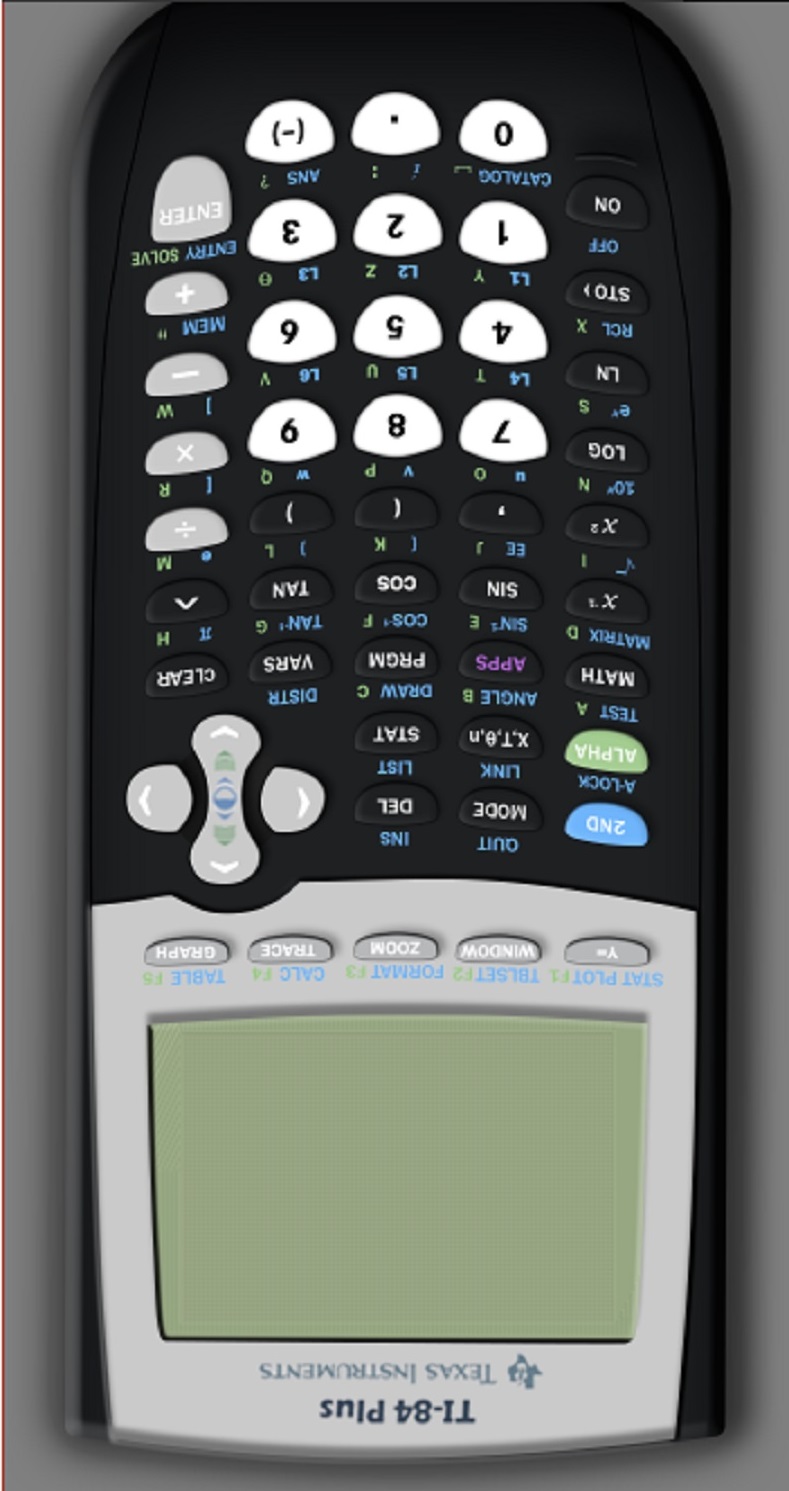 TI-84 Plus
TEXAS INSTRUMENTS
STAT PLOT F1 TBLSET F2 FORMAT F3 CALC F4 TABLE F5
Y= WINDOW ZOOM TRACE GRAPH
QUIT INS
2ND MODE DEL
A-LOCK LINK LIST
ALPHA X,T,θ,n STAT
TEST A ANGLE B DRAW C DISTR
MATH APPS PRGM VARS CLEAR
MATRIX D SIN⁻¹ E COS⁻¹ F TAN⁻¹ G π H
x⁻¹ SIN COS TAN ^
√ I EE J { K } L e M
x² , ( ) ÷
10ˣ N u O v P w Q [ R
LOG 7 8 9 ×
eˣ S L4 T L5 U L6 V ] W
LN 4 5 6 −
RCL X L1 Y L2 Z L3 θ MEM "
STO› 1 2 3 +
OFF CATALOG ⎵ i : ANS ? ENTRY SOLVE
ON 0 . (-) ENTER